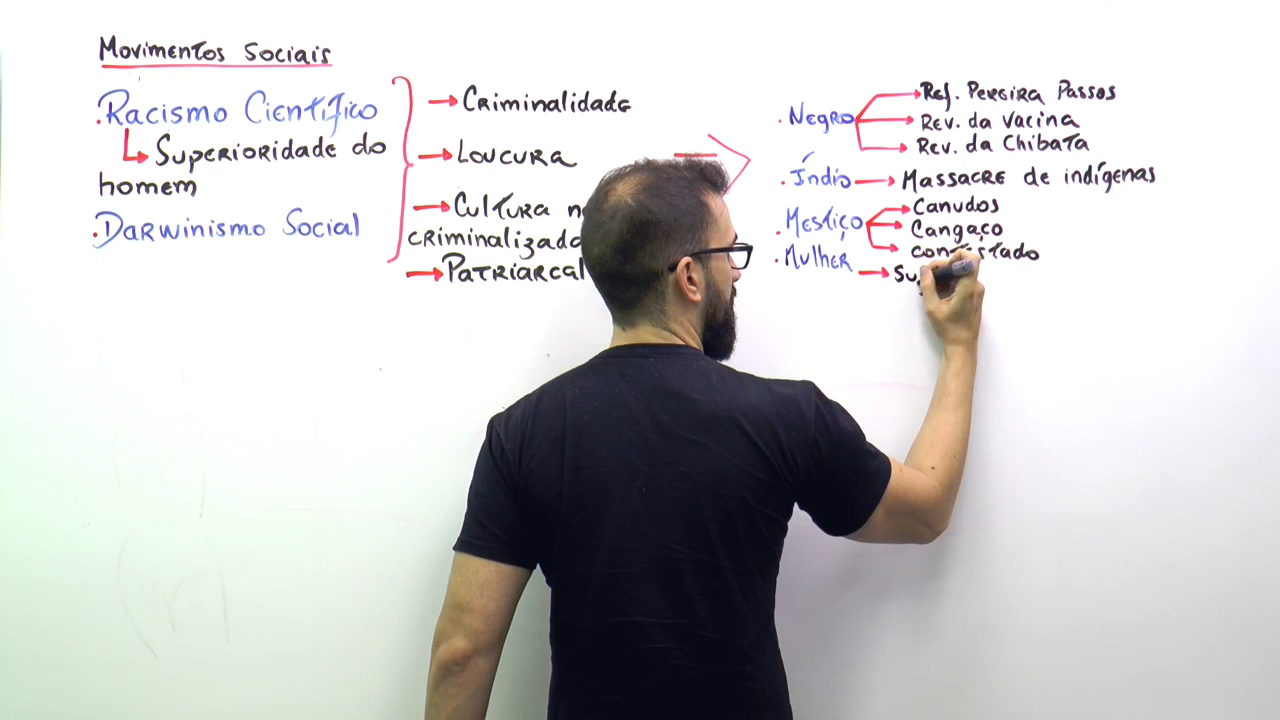 Movimentos Sociais
.Racismo Científico
Superioridade do
homem
.Darwinismo Social
Criminalidade
Loucura
Cultura
criminalizada
Patriarcal
.Negro
Ref. Pereira Passos
Rev. da Vacina
Rev. da Chibata
.Índio
Massacre de indígenas
.Mestiço
Canudos
Cangaço
Contestado
.Mulher